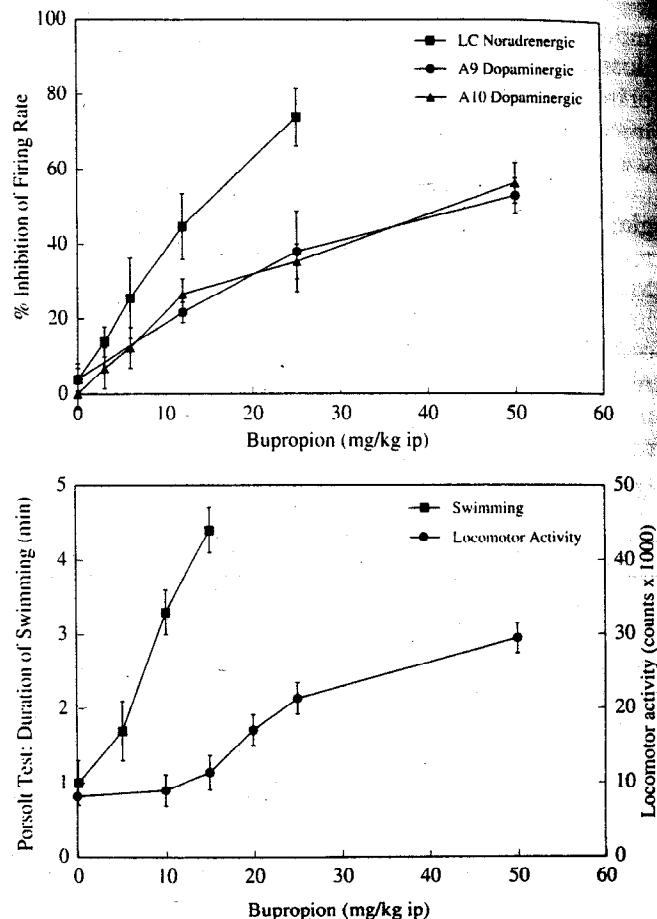 100
80
60
40
20
0
% Inhibition of Firing Rate
LC Noradrenergic
A9 Dopaminergic
A10 Dopaminergic
0 10 20 30 40 50 60
Bupropion (mg/kg ip)
5
4
3
2
1
0
Porsolt Test: Duration of Swimming (min)
Swimming
Locomotor Activity
50
40
30
20
10
0
Locomotor activity (counts x 1000)
0 10 20 30 40 50 60
Bupropion (mg/kg ip)